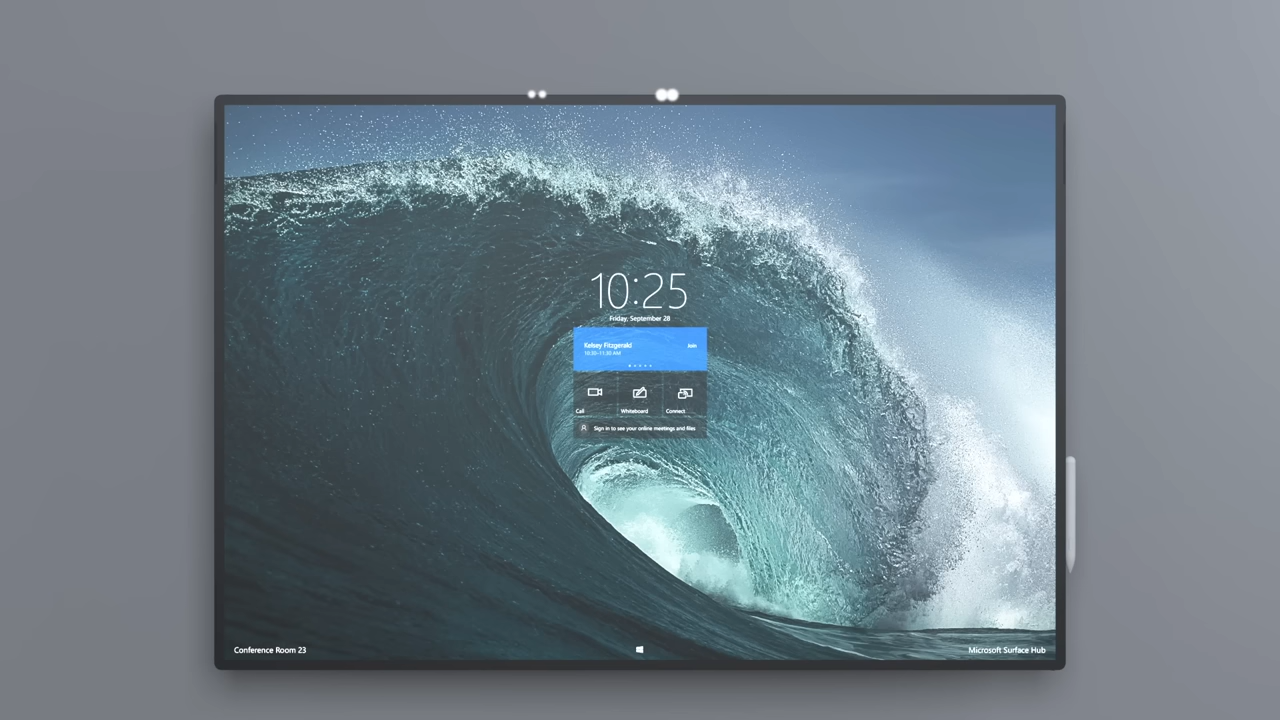 10:25
Friday, September 28
Kelsey Fitzgerald
Join
10:30-11:30 AM
Call
Whiteboard
Connect
Sign in to see your online meetings and files
Conference Room 23
Microsoft Surface Hub